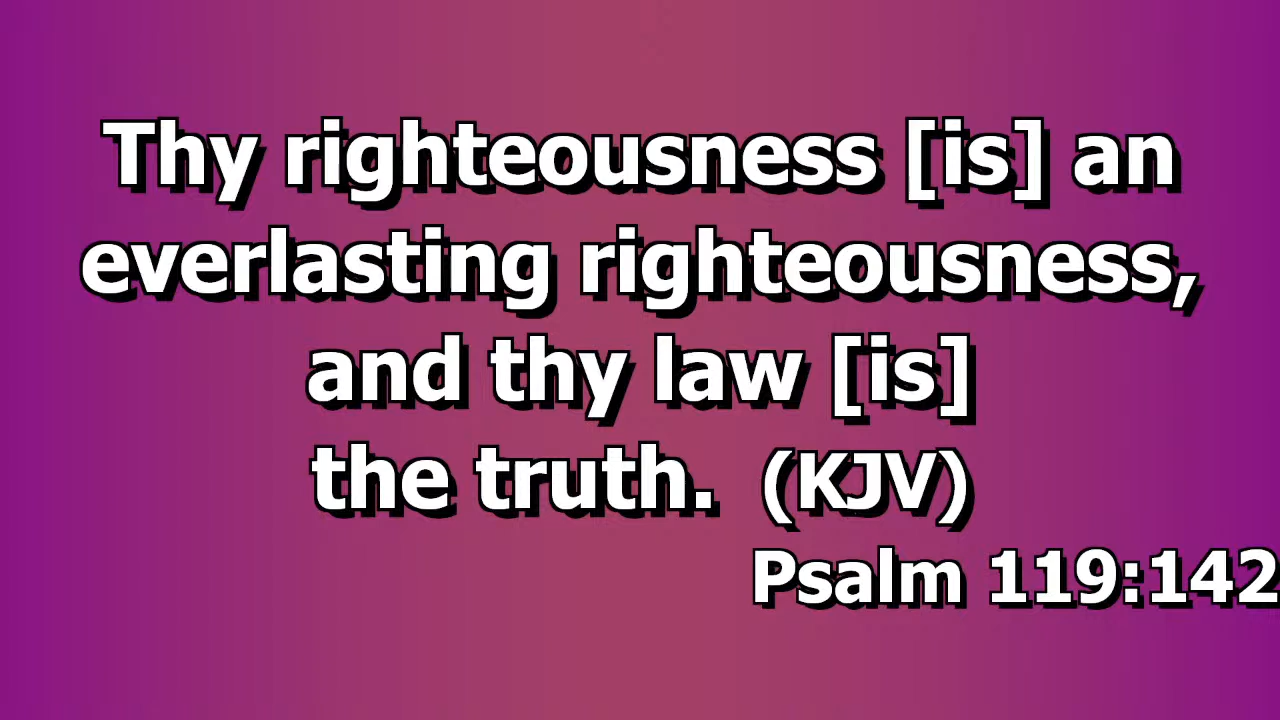 Thy righteousness [is] an
everlasting righteousness,
and thy law [is]
the truth. (KJV)
Psalm 119:142